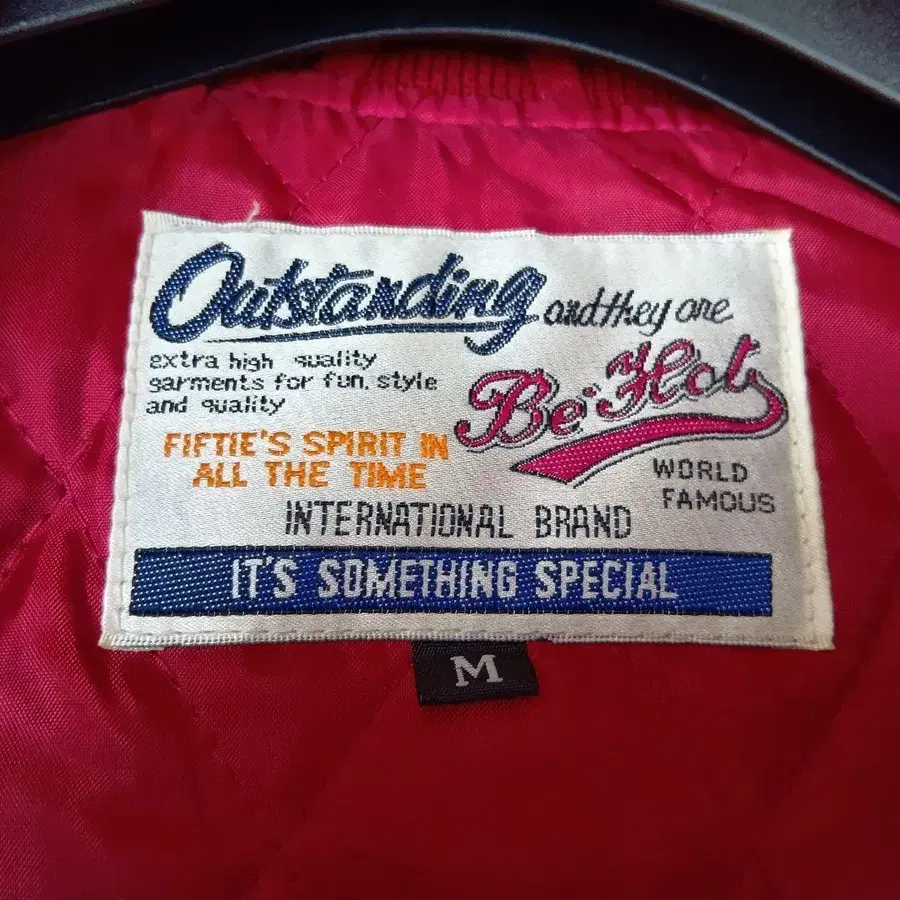 Outstanding and they are
extra high quality
garments for fun, style
and quality
Be Hot
FIFTIE'S SPIRIT IN
ALL THE TIME
WORLD
FAMOUS
INTERNATIONAL BRAND
IT'S SOMETHING SPECIAL
M